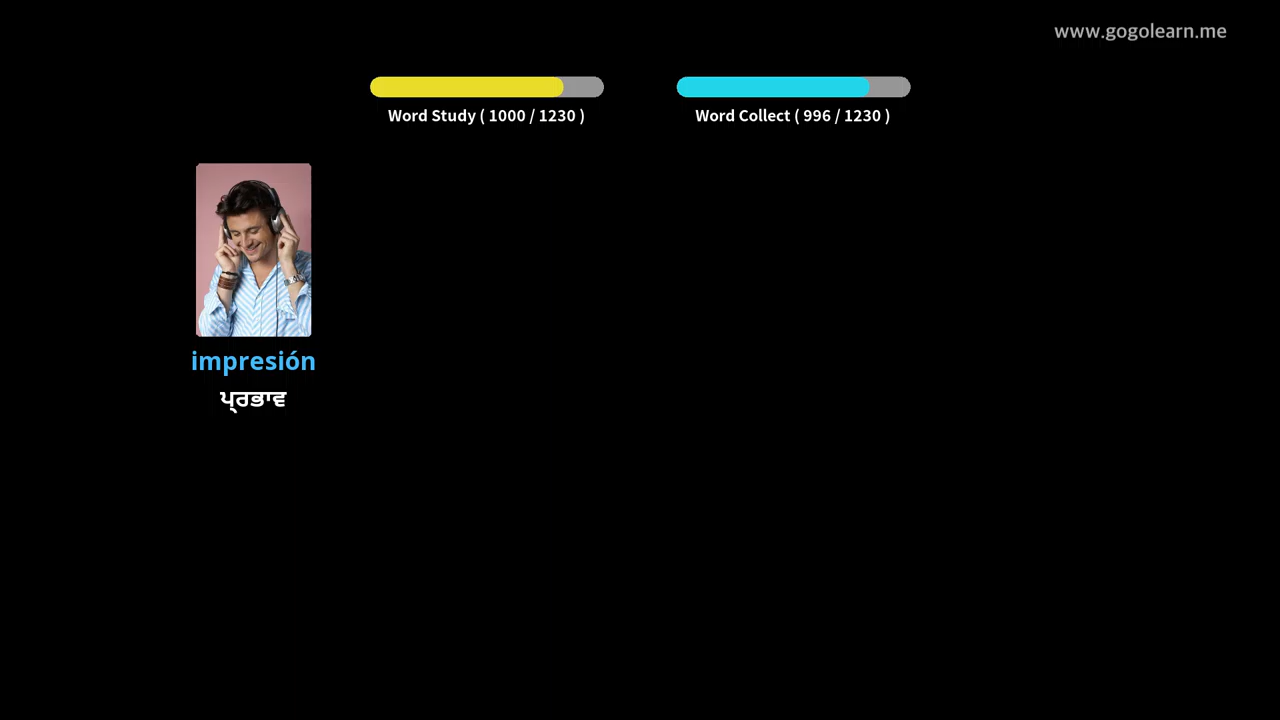 www.gogolearn.me
Word Study ( 1000 / 1230 )
Word Collect ( 996 / 1230 )
impresión
ਪ੍ਰਭਾਵ